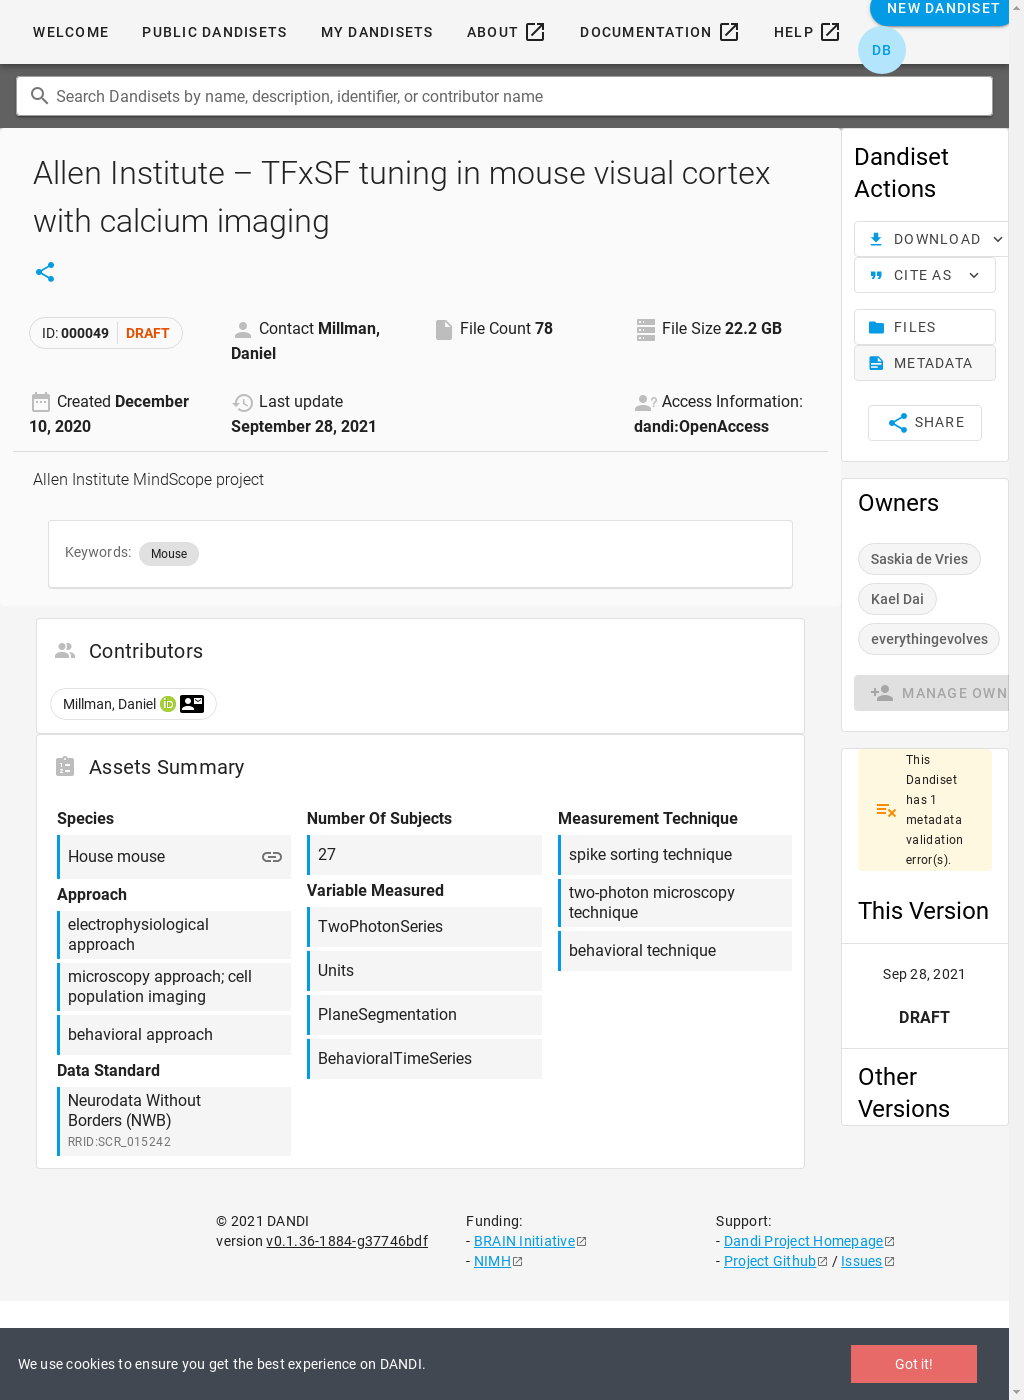 WELCOME
PUBLIC DANDISETS
MY DANDISETS
ABOUT
DOCUMENTATION
HELP
NEW DANDISET
DB
Search Dandisets by name, description, identifier, or contributor name
Allen Institute – TFxSF tuning in mouse visual cortex
with calcium imaging
ID: 000049 DRAFT
Contact Millman,
Daniel
File Count 78
File Size 22.2 GB
Created December
10, 2020
Last update
September 28, 2021
Access Information:
dandi:OpenAccess
Allen Institute MindScope project
Keywords: Mouse
Contributors
Millman, Daniel iD
Assets Summary
Species
House mouse
Approach
electrophysiological
approach
microscopy approach; cell
population imaging
behavioral approach
Data Standard
Neurodata Without
Borders (NWB)
RRID:SCR_015242
Number Of Subjects
27
Variable Measured
TwoPhotonSeries
Units
PlaneSegmentation
BehavioralTimeSeries
Measurement Technique
spike sorting technique
two-photon microscopy
technique
behavioral technique
Dandiset
Actions
DOWNLOAD
CITE AS
FILES
METADATA
SHARE
Owners
Saskia de Vries
Kael Dai
everythingevolves
MANAGE OWN
This
Dandiset
has 1
metadata
validation
error(s).
This Version
Sep 28, 2021
DRAFT
Other
Versions
© 2021 DANDI
version v0.1.36-1884-g37746bdf
Funding:
- BRAIN Initiative
- NIMH
Support:
- Dandi Project Homepage
- Project Github / Issues
We use cookies to ensure you get the best experience on DANDI.
Got it!